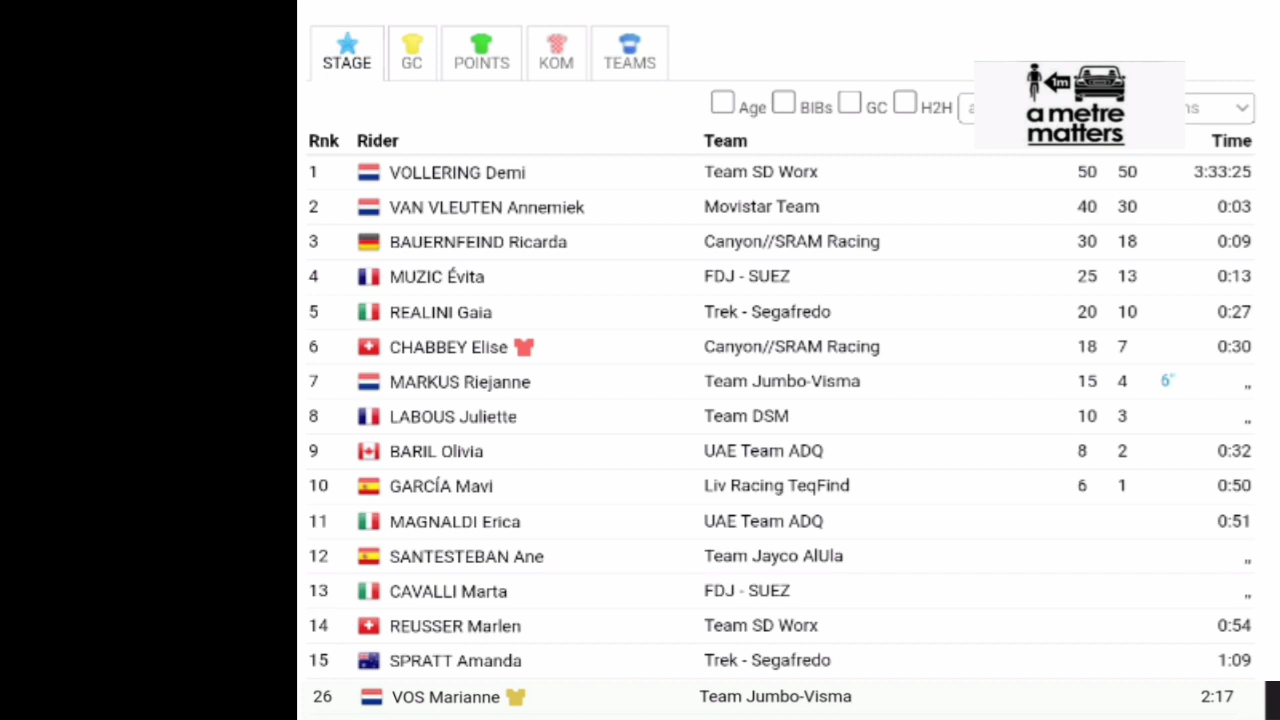 STAGE GC POINTS KOM TEAMS
Age BIBs GC H2H
1m
a metre
matters
Rnk Rider Team Time
1 VOLLERING Demi Team SD Worx 50 50 3:33:25
2 VAN VLEUTEN Annemiek Movistar Team 40 30 0:03
3 BAUERNFEIND Ricarda Canyon//SRAM Racing 30 18 0:09
4 MUZIC Évita FDJ - SUEZ 25 13 0:13
5 REALINI Gaia Trek - Segafredo 20 10 0:27
6 CHABBEY Elise Canyon//SRAM Racing 18 7 0:30
7 MARKUS Riejanne Team Jumbo-Visma 15 4 6" ,,
8 LABOUS Juliette Team DSM 10 3 ,,
9 BARIL Olivia UAE Team ADQ 8 2 0:32
10 GARCÍA Mavi Liv Racing TeqFind 6 1 0:50
11 MAGNALDI Erica UAE Team ADQ 0:51
12 SANTESTEBAN Ane Team Jayco AlUla ,,
13 CAVALLI Marta FDJ - SUEZ ,,
14 REUSSER Marlen Team SD Worx 0:54
15 SPRATT Amanda Trek - Segafredo 1:09
26 VOS Marianne Team Jumbo-Visma 2:17